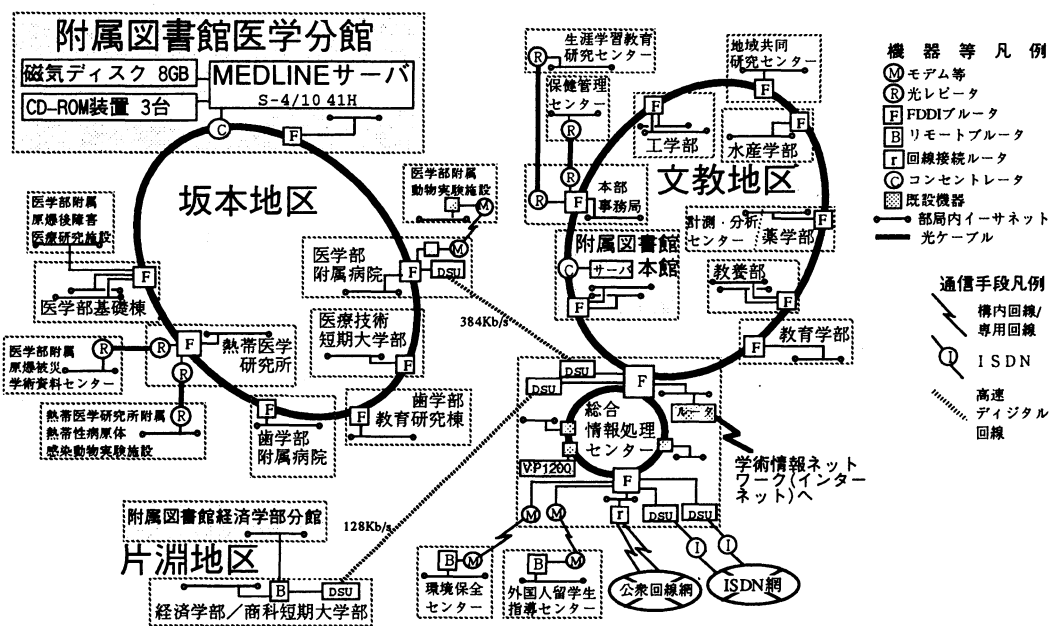 附属図書館医学分館
磁気ディスク 8GB
MEDLINEサーバ
S-4/10 41H
CD-ROM装置 3台
C
F
坂本地区
医学部附属
動物実験施設
M
医学部附属
原爆後障害
医療研究施設
医学部
附属病院
M
F
DSU
F
医学部基礎棟
384Kb/s
医療技術
短期大学部
F
医学部附属
原爆被災
学術資料センター
R
R
F
熱帯医学
研究所
R
熱帯医学研究所附属
熱帯性病原体
感染動物実験施設
R
F
歯学部
附属病院
F
歯学部
教育研究棟
生涯学習教育
研究センター
R
保健管理
センター
R
R
R
F
本部
事務局
地域共同
研究センター
F
F
工学部
F
水産学部
文教地区
計測・分析
センター
F
薬学部
附属図書館
本館
C
サーバ
F
教養部
F
F
教育学部
DSU
DSU
F
ルータ
総合
情報処理
センター
VP1200
F
学術情報ネット
ワーク(インター
ネット)へ
M
M
r
DSU
DSU
I
I
B
M
環境保全
センター
B
M
外国人留学生
指導センター
公衆回線網
ISDN網
附属図書館経済学部分館
片淵地区
128Kb/s
B
DSU
経済学部/商科短期大学部
機器等凡例
M モデム等
R 光レピータ
F FDDIブルータ
B リモートブルータ
r 回線接続ルータ
C コンセントレータ
既設機器
部局内イーサネット
光ケーブル
通信手段凡例
構内回線/
専用回線
I ISDN
高速
ディジタル
回線